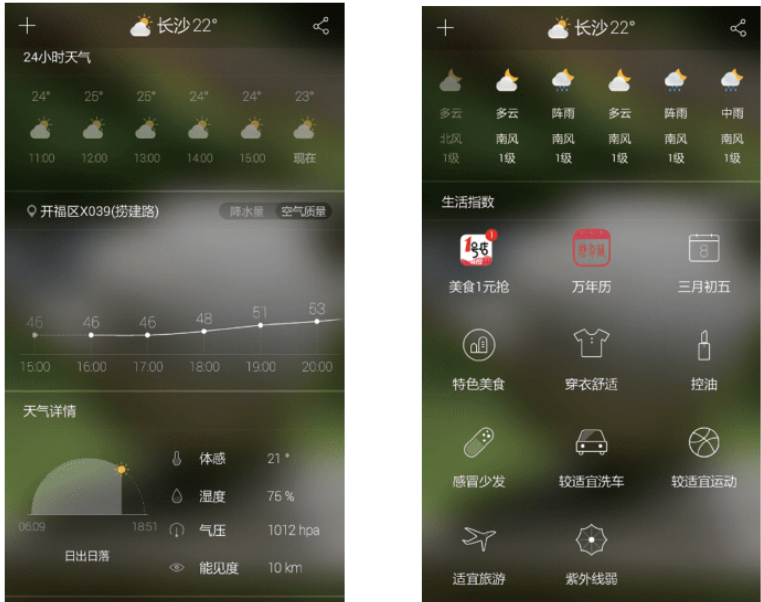 长沙22°
24小时天气
24° 25° 25° 24° 24° 23°
11:00 12:00 13:00 14:00 15:00 现在
开福区X039(捞建路) 降水量 空气质量
46 46 46 48 51 53
15:00 16:00 17:00 18:00 19:00 20:00
天气详情
体感 21°
湿度 75 %
气压 1012 hpa
能见度 10 km
06:09 18:51
日出日落
长沙22°
多云 多云 阵雨 多云 阵雨 中雨
北风 南风 南风 南风 南风 南风
1级 1级 1级 1级 1级 1级
生活指数
1
1号店
8
美食1元抢 万年历 三月初五
特色美食 穿衣舒适 控油
感冒少发 较适宜洗车 较适宜运动
适宜旅游 紫外线弱